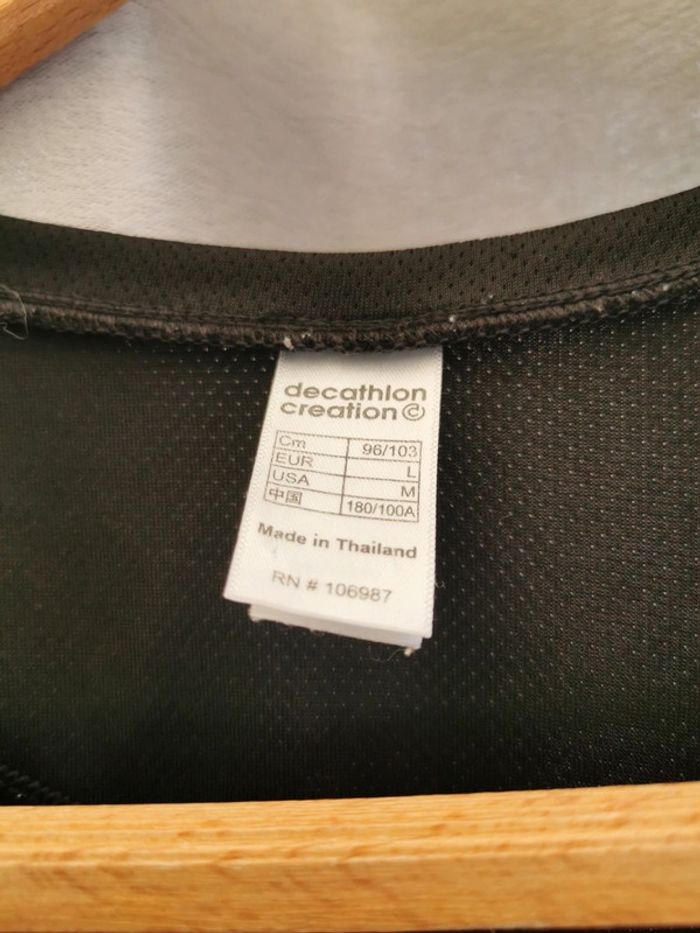 decathlon
creation ©
Cm 96/103
EUR L
USA M
中国 180/100A
Made in Thailand
RN # 106987